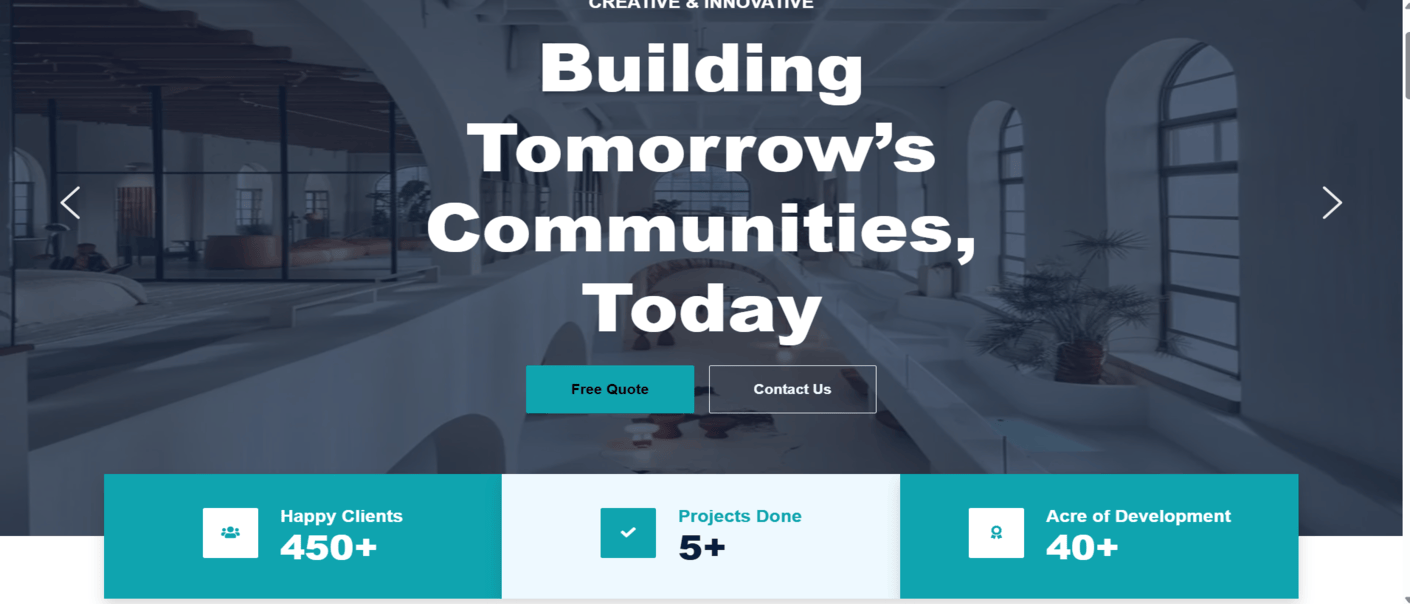 CREATIVE & INNOVATIVE
Building
Tomorrow’s
Communities,
Today
Free Quote
Contact Us
Happy Clients
450+
Projects Done
5+
Acre of Development
40+